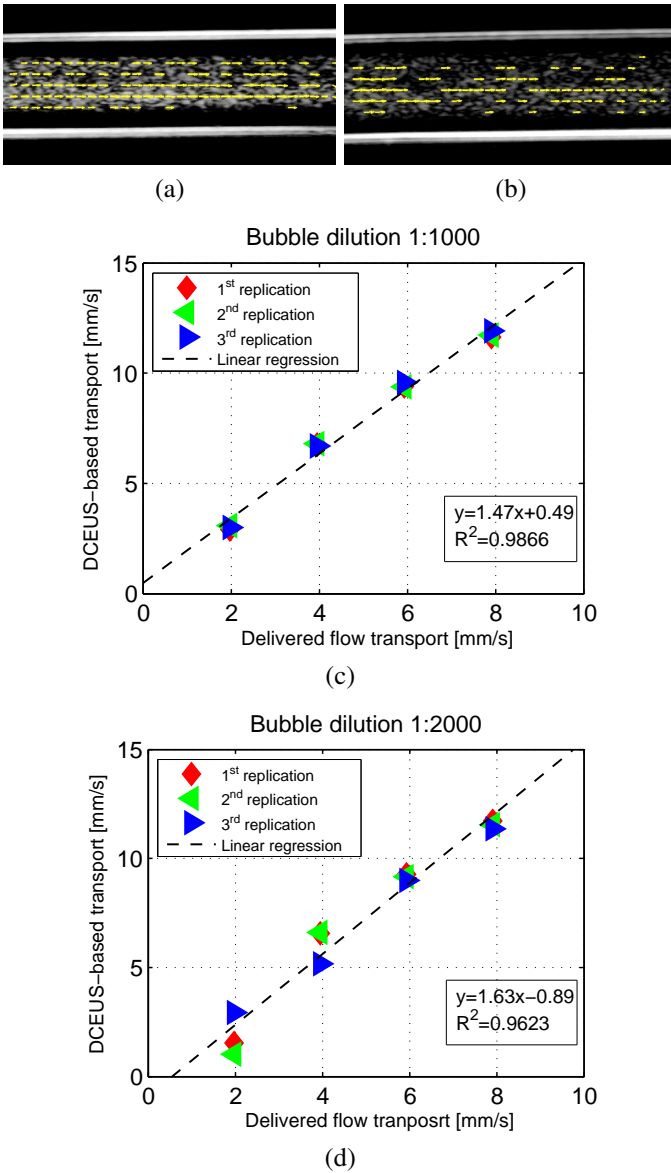 (a)
(b)
Bubble dilution 1:1000
15
10
5
0
DCEUS−based transport [mm/s]
1st replication
2nd replication
3rd replication
Linear regression
y=1.47x+0.49
R2=0.9866
0 2 4 6 8 10
Delivered flow transport [mm/s]
(c)
Bubble dilution 1:2000
15
10
5
0
DCEUS−based transport [mm/s]
1st replication
2nd replication
3rd replication
Linear regression
y=1.63x−0.89
R2=0.9623
0 2 4 6 8 10
Delivered flow tranposrt [mm/s]
(d)